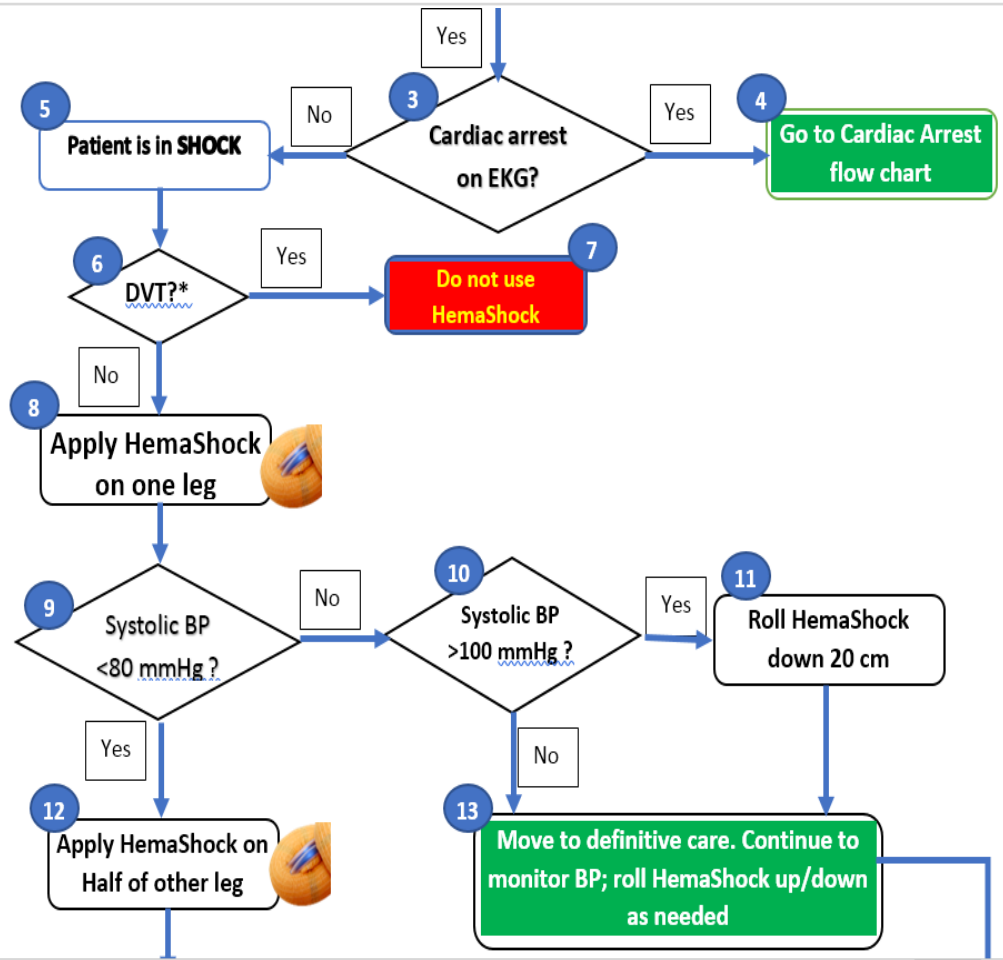 Yes
3
Cardiac arrest
on EKG?
No
Yes
4
Go to Cardiac Arrest
flow chart
5
Patient is in SHOCK
6
DVT?*
Yes
7
Do not use
HemaShock
No
8
Apply HemaShock
on one leg
9
Systolic BP
<80 mmHg ?
No
10
Systolic BP
>100 mmHg ?
Yes
11
Roll HemaShock
down 20 cm
Yes
No
12
Apply HemaShock on
Half of other leg
13
Move to definitive care. Continue to
monitor BP; roll HemaShock up/down
as needed